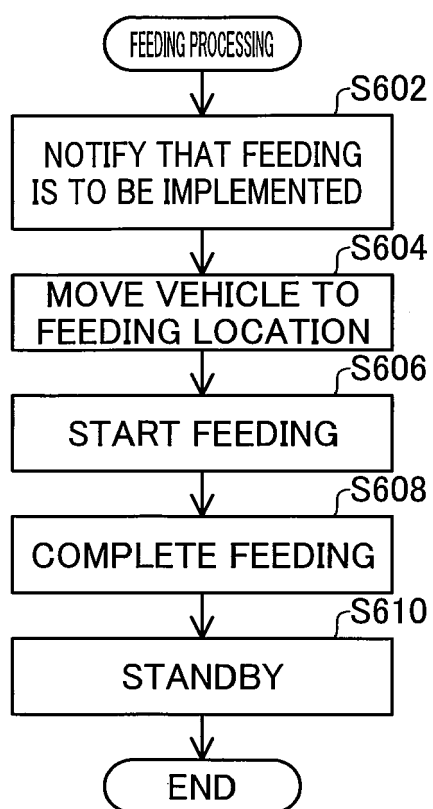 FEEDING PROCESSING
S602
NOTIFY THAT FEEDING
IS TO BE IMPLEMENTED
S604
MOVE VEHICLE TO
FEEDING LOCATION
S606
START FEEDING
S608
COMPLETE FEEDING
S610
STANDBY
END